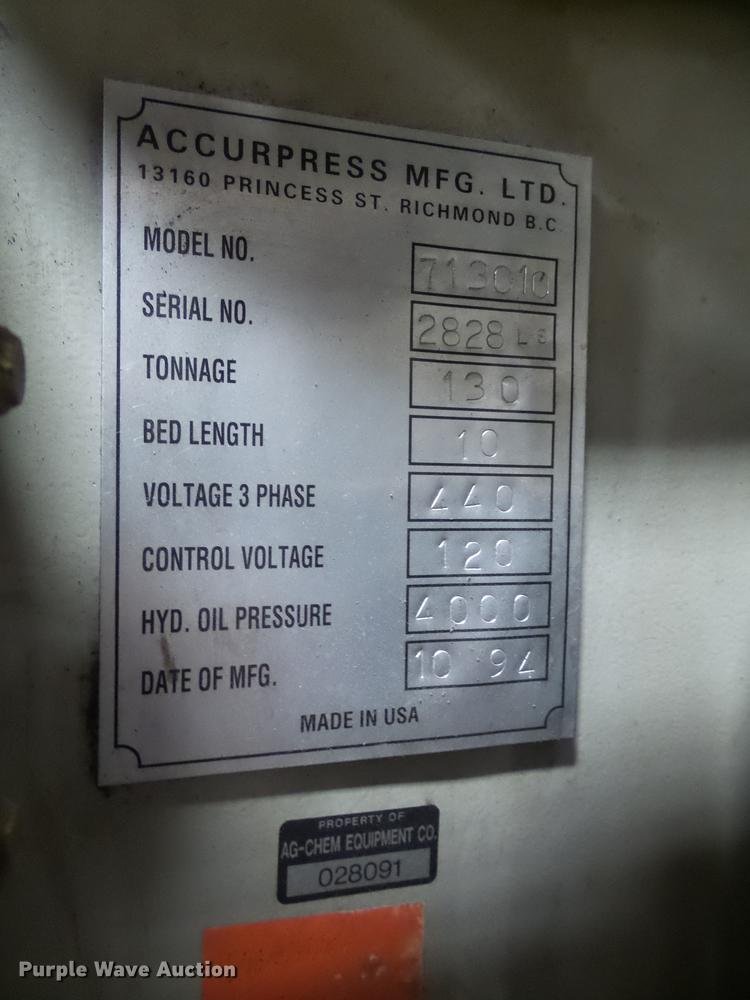 ACCURPRESS MFG. LTD.
13160 PRINCESS ST. RICHMOND B.C
MODEL NO. 713010
SERIAL NO. 2828
TONNAGE 130
BED LENGTH 10
VOLTAGE 3 PHASE 440
CONTROL VOLTAGE 120
HYD. OIL PRESSURE 4000
DATE OF MFG. 10 94
MADE IN USA
PROPERTY OF
AG-CHEM EQUIPMENT CO.
028091
Purple Wave Auction